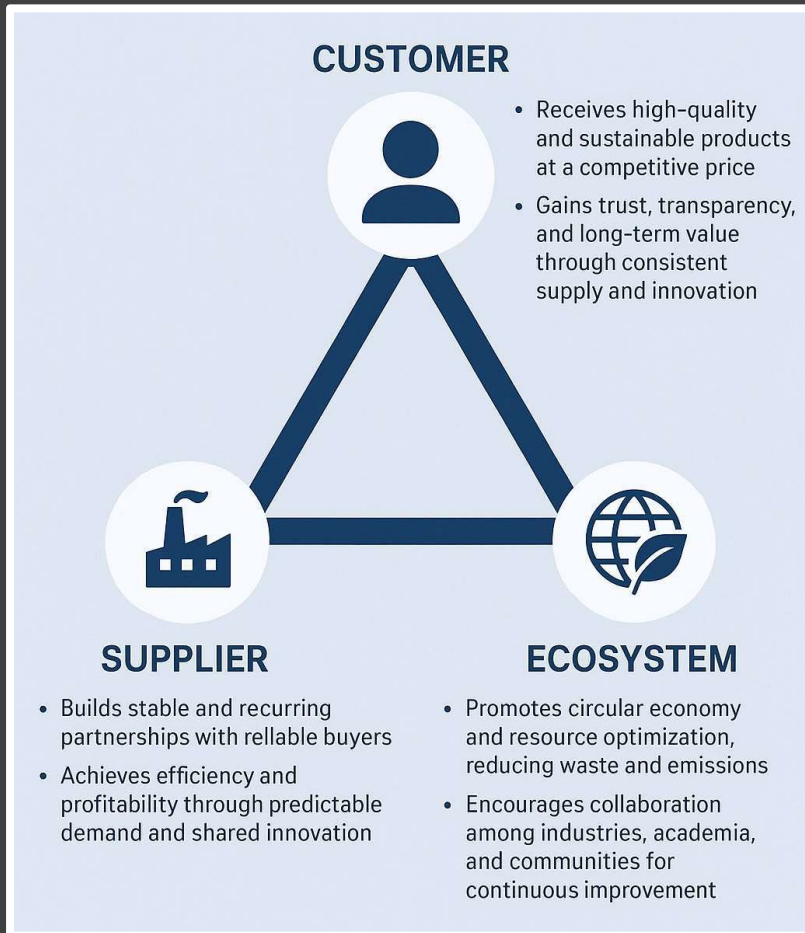 CUSTOMER
• Receives high-quality
and sustainable products
at a competitive price
• Gains trust, transparency,
and long-term value
through consistent
supply and innovation
SUPPLIER
• Builds stable and recurring
partnerships with rellable buyers
• Achieves efficiency and
profitability through predictable
demand and shared innovation
ECOSYSTEM
• Promotes circular economy
and resource optimization,
reducing waste and emissions
• Encourages collaboration
among industries, academia,
and communities for
continuous improvement